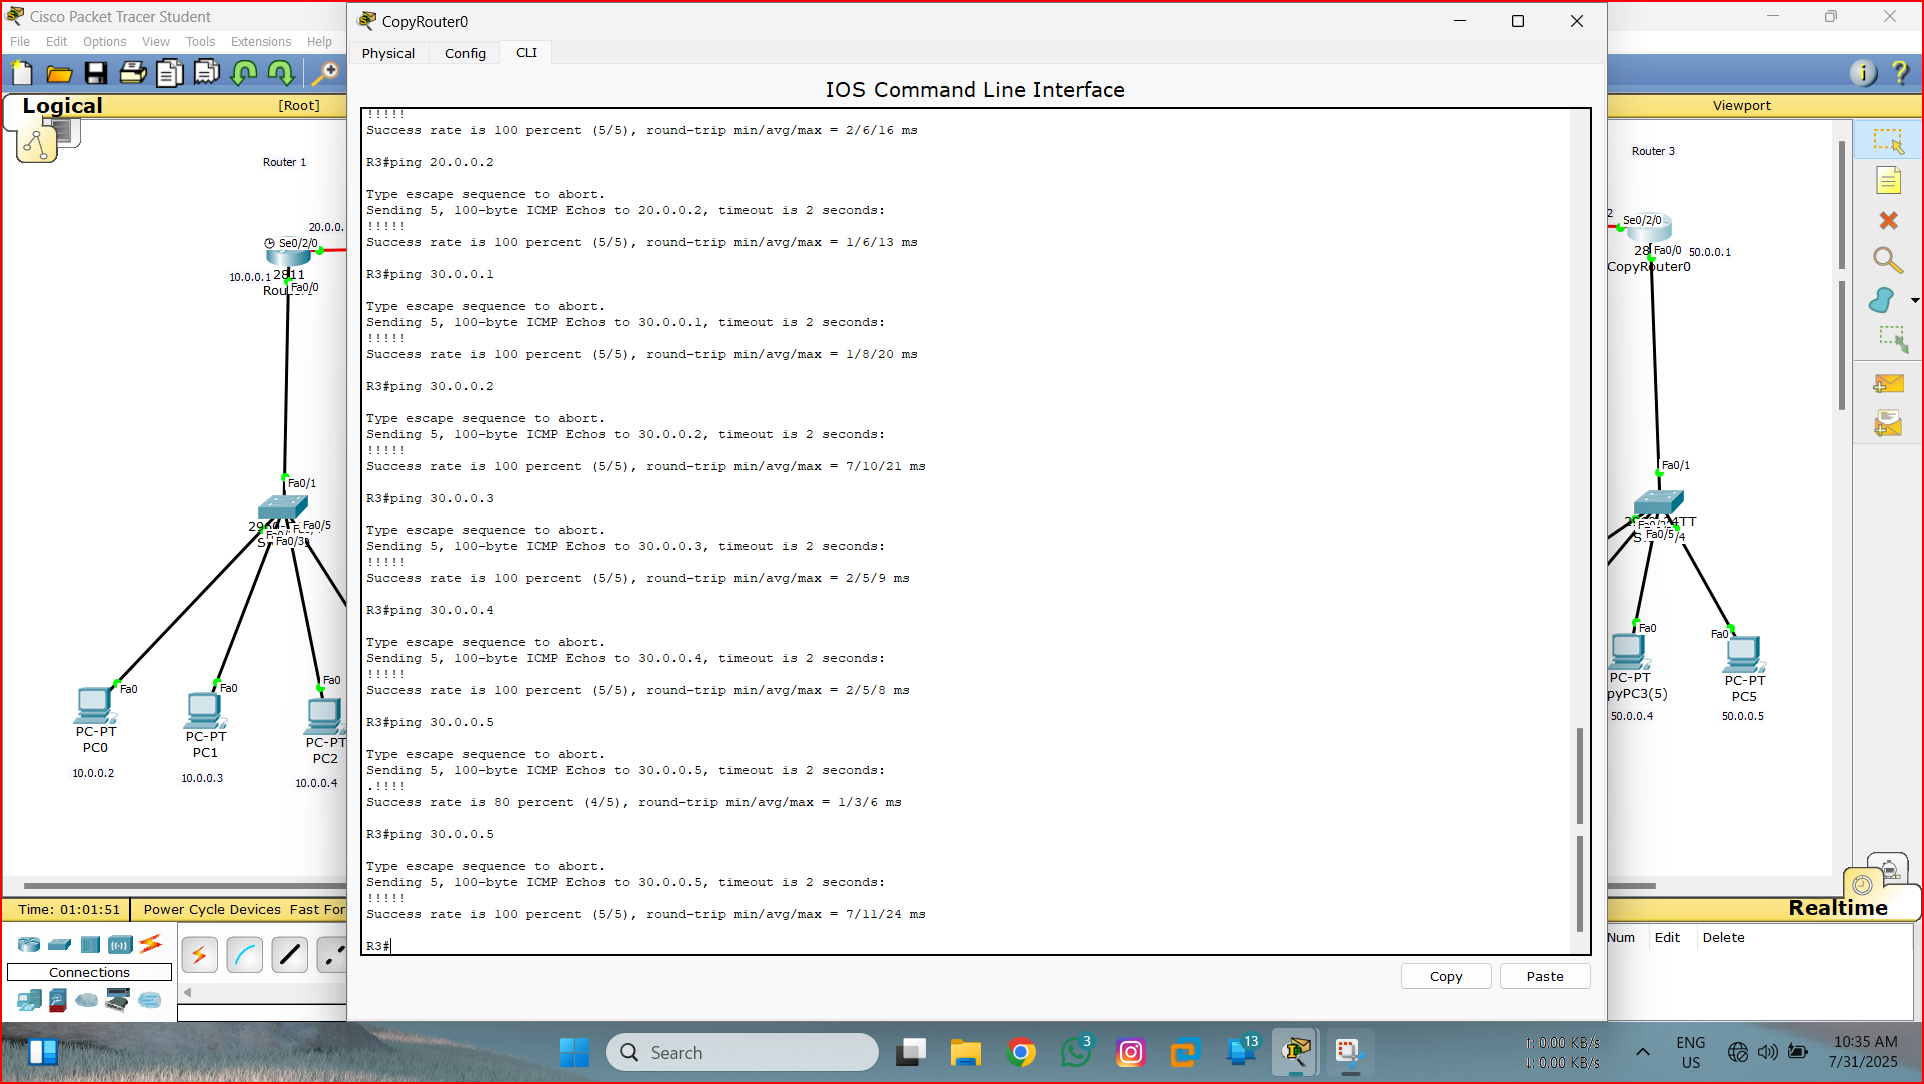 Cisco Packet Tracer Student
File Edit Options View Tools Extensions Help
Logical
[Root]
Viewport
CopyRouter0
Physical Config CLI
IOS Command Line Interface
!!!!!
Success rate is 100 percent (5/5), round-trip min/avg/max = 2/6/16 ms
R3#ping 20.0.0.2
Type escape sequence to abort.
Sending 5, 100-byte ICMP Echos to 20.0.0.2, timeout is 2 seconds:
!!!!!
Success rate is 100 percent (5/5), round-trip min/avg/max = 1/6/13 ms
R3#ping 30.0.0.1
Type escape sequence to abort.
Sending 5, 100-byte ICMP Echos to 30.0.0.1, timeout is 2 seconds:
!!!!!
Success rate is 100 percent (5/5), round-trip min/avg/max = 1/8/20 ms
R3#ping 30.0.0.2
Type escape sequence to abort.
Sending 5, 100-byte ICMP Echos to 30.0.0.2, timeout is 2 seconds:
!!!!!
Success rate is 100 percent (5/5), round-trip min/avg/max = 7/10/21 ms
R3#ping 30.0.0.3
Type escape sequence to abort.
Sending 5, 100-byte ICMP Echos to 30.0.0.3, timeout is 2 seconds:
!!!!!
Success rate is 100 percent (5/5), round-trip min/avg/max = 2/5/9 ms
R3#ping 30.0.0.4
Type escape sequence to abort.
Sending 5, 100-byte ICMP Echos to 30.0.0.4, timeout is 2 seconds:
!!!!!
Success rate is 100 percent (5/5), round-trip min/avg/max = 2/5/8 ms
R3#ping 30.0.0.5
Type escape sequence to abort.
Sending 5, 100-byte ICMP Echos to 30.0.0.5, timeout is 2 seconds:
.!!!!
Success rate is 80 percent (4/5), round-trip min/avg/max = 1/3/6 ms
R3#ping 30.0.0.5
Type escape sequence to abort.
Sending 5, 100-byte ICMP Echos to 30.0.0.5, timeout is 2 seconds:
!!!!!
Success rate is 100 percent (5/5), round-trip min/avg/max = 7/11/24 ms
R3#
Copy Paste
Router 1
20.0.0.
Se0/2/0
10.0.0.1
2811
Fa0/0
Fa0/1
Fa0/5
Fa0/3
Fa0
Fa0
Fa0
PC-PT
PC0
10.0.0.2
PC-PT
PC1
10.0.0.3
PC-PT
PC2
10.0.0.4
Router 3
2
Se0/2/0
28
Fa0/0
50.0.0.1
CopyRouter0
Fa0/1
Fa0/5
Fa0
Fa0
PC-PT
pyPC3(5)
50.0.0.4
PC-PT
PC5
50.0.0.5
Time: 01:01:51
Power Cycle Devices Fast For
Realtime
Connections
Num Edit Delete
Search
3
13
0.00 KB/s
0.00 KB/s
ENG
US
10:35 AM
7/31/2025